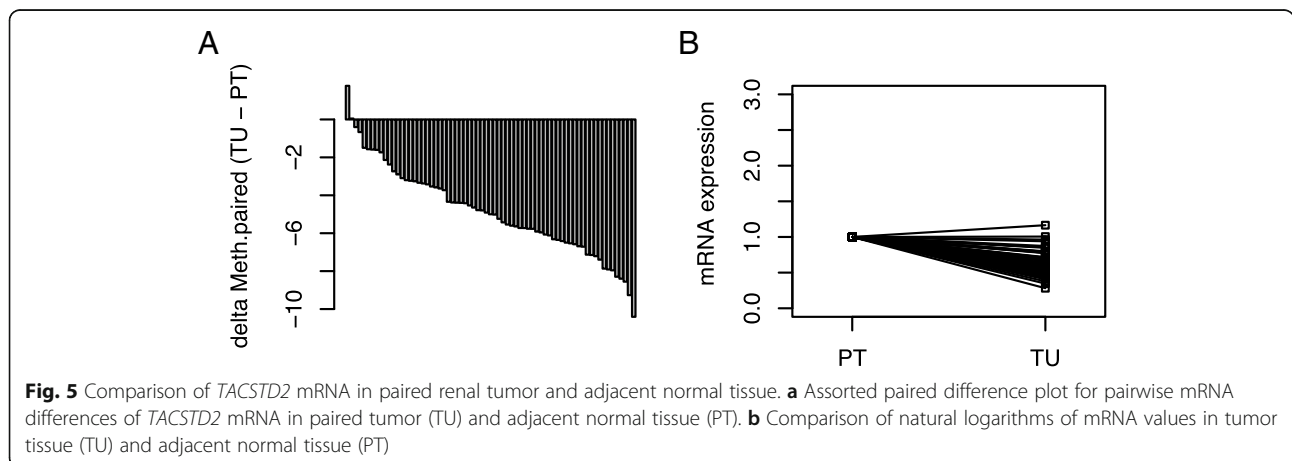 A
B
delta Meth.paired (TU − PT)
−2
−6
−10
mRNA expression
3.0
2.0
1.0
0.0
PT
TU
Fig. 5 Comparison of TACSTD2 mRNA in paired renal tumor and adjacent normal tissue. a Assorted paired difference plot for pairwise mRNA
differences of TACSTD2 mRNA in paired tumor (TU) and adjacent normal tissue (PT). b Comparison of natural logarithms of mRNA values in tumor
tissue (TU) and adjacent normal tissue (PT)